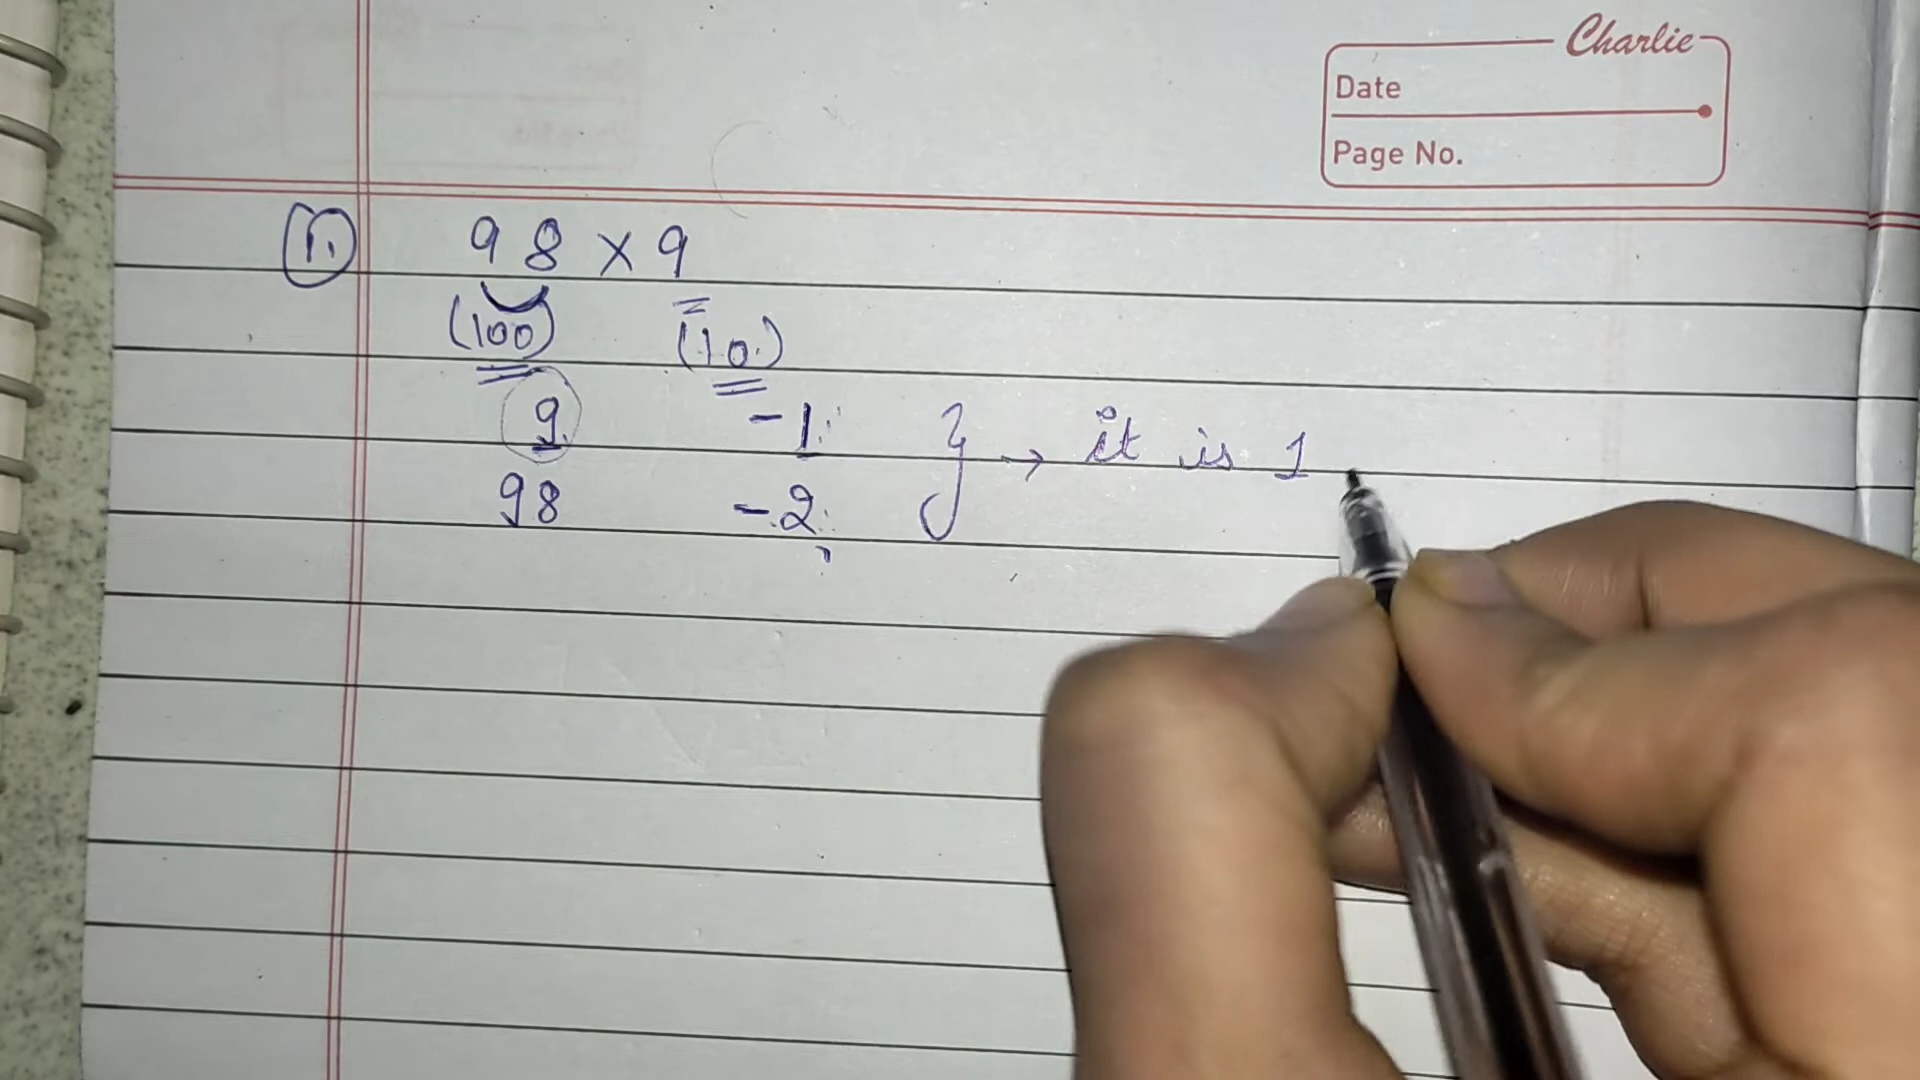 Charlie
Date
Page No.
1. 98 × 9
(100) (10)
9 -1 } → it is 1
98 -2